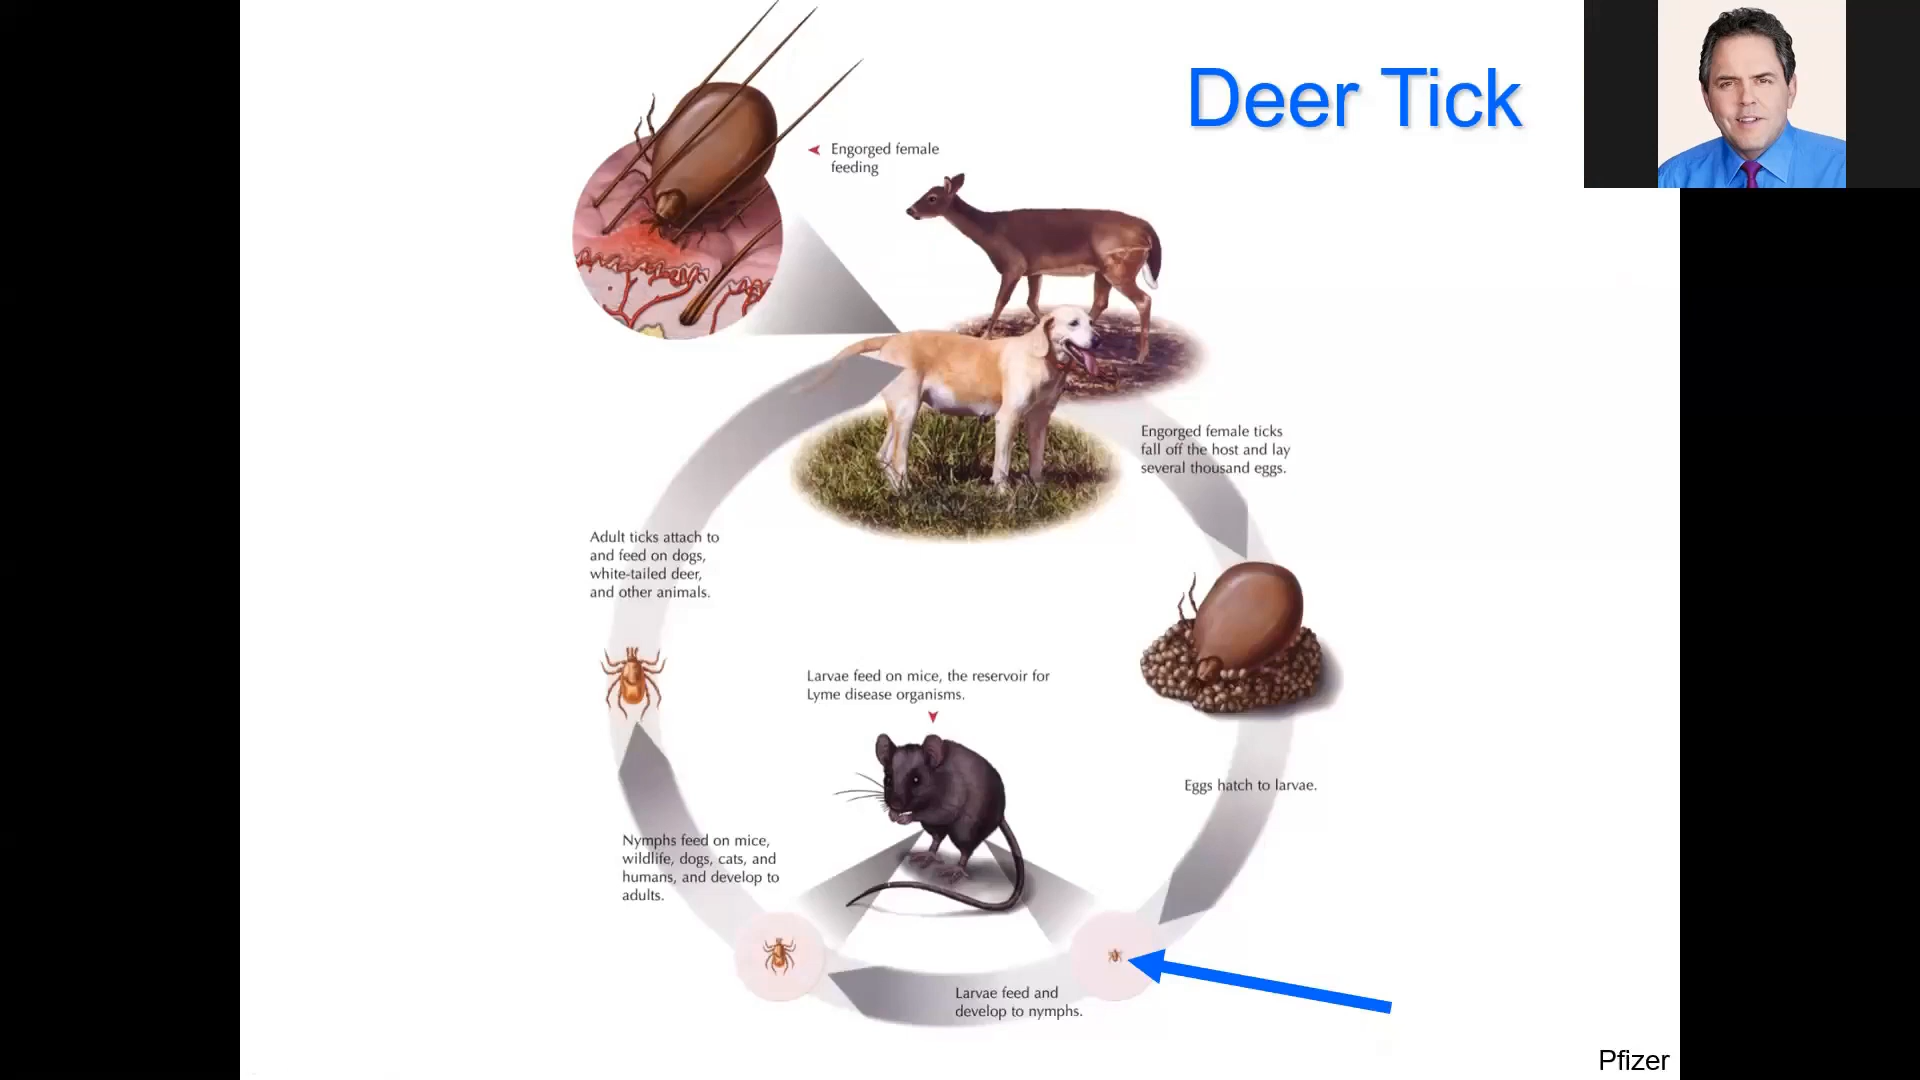 Deer Tick
Engorged female
feeding
Engorged female ticks
fall off the host and lay
several thousand eggs.
Adult ticks attach to
and feed on dogs,
white-tailed deer,
and other animals.
Larvae feed on mice, the reservoir for
Lyme disease organisms.
Eggs hatch to larvae.
Nymphs feed on mice,
wildlife, dogs, cats, and
humans, and develop to
adults.
Larvae feed and
develop to nymphs.
Pfizer